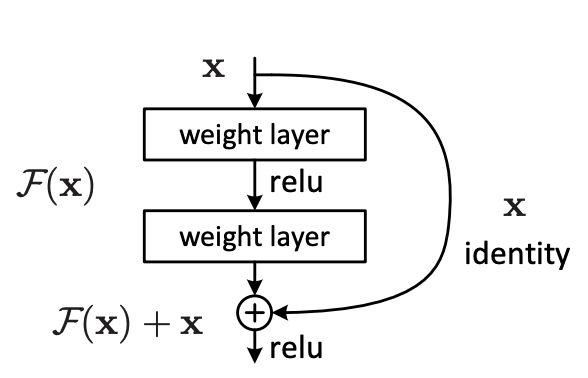 x
weight layer
relu
F(x)
x
weight layer
identity
F(x) + x
+
relu